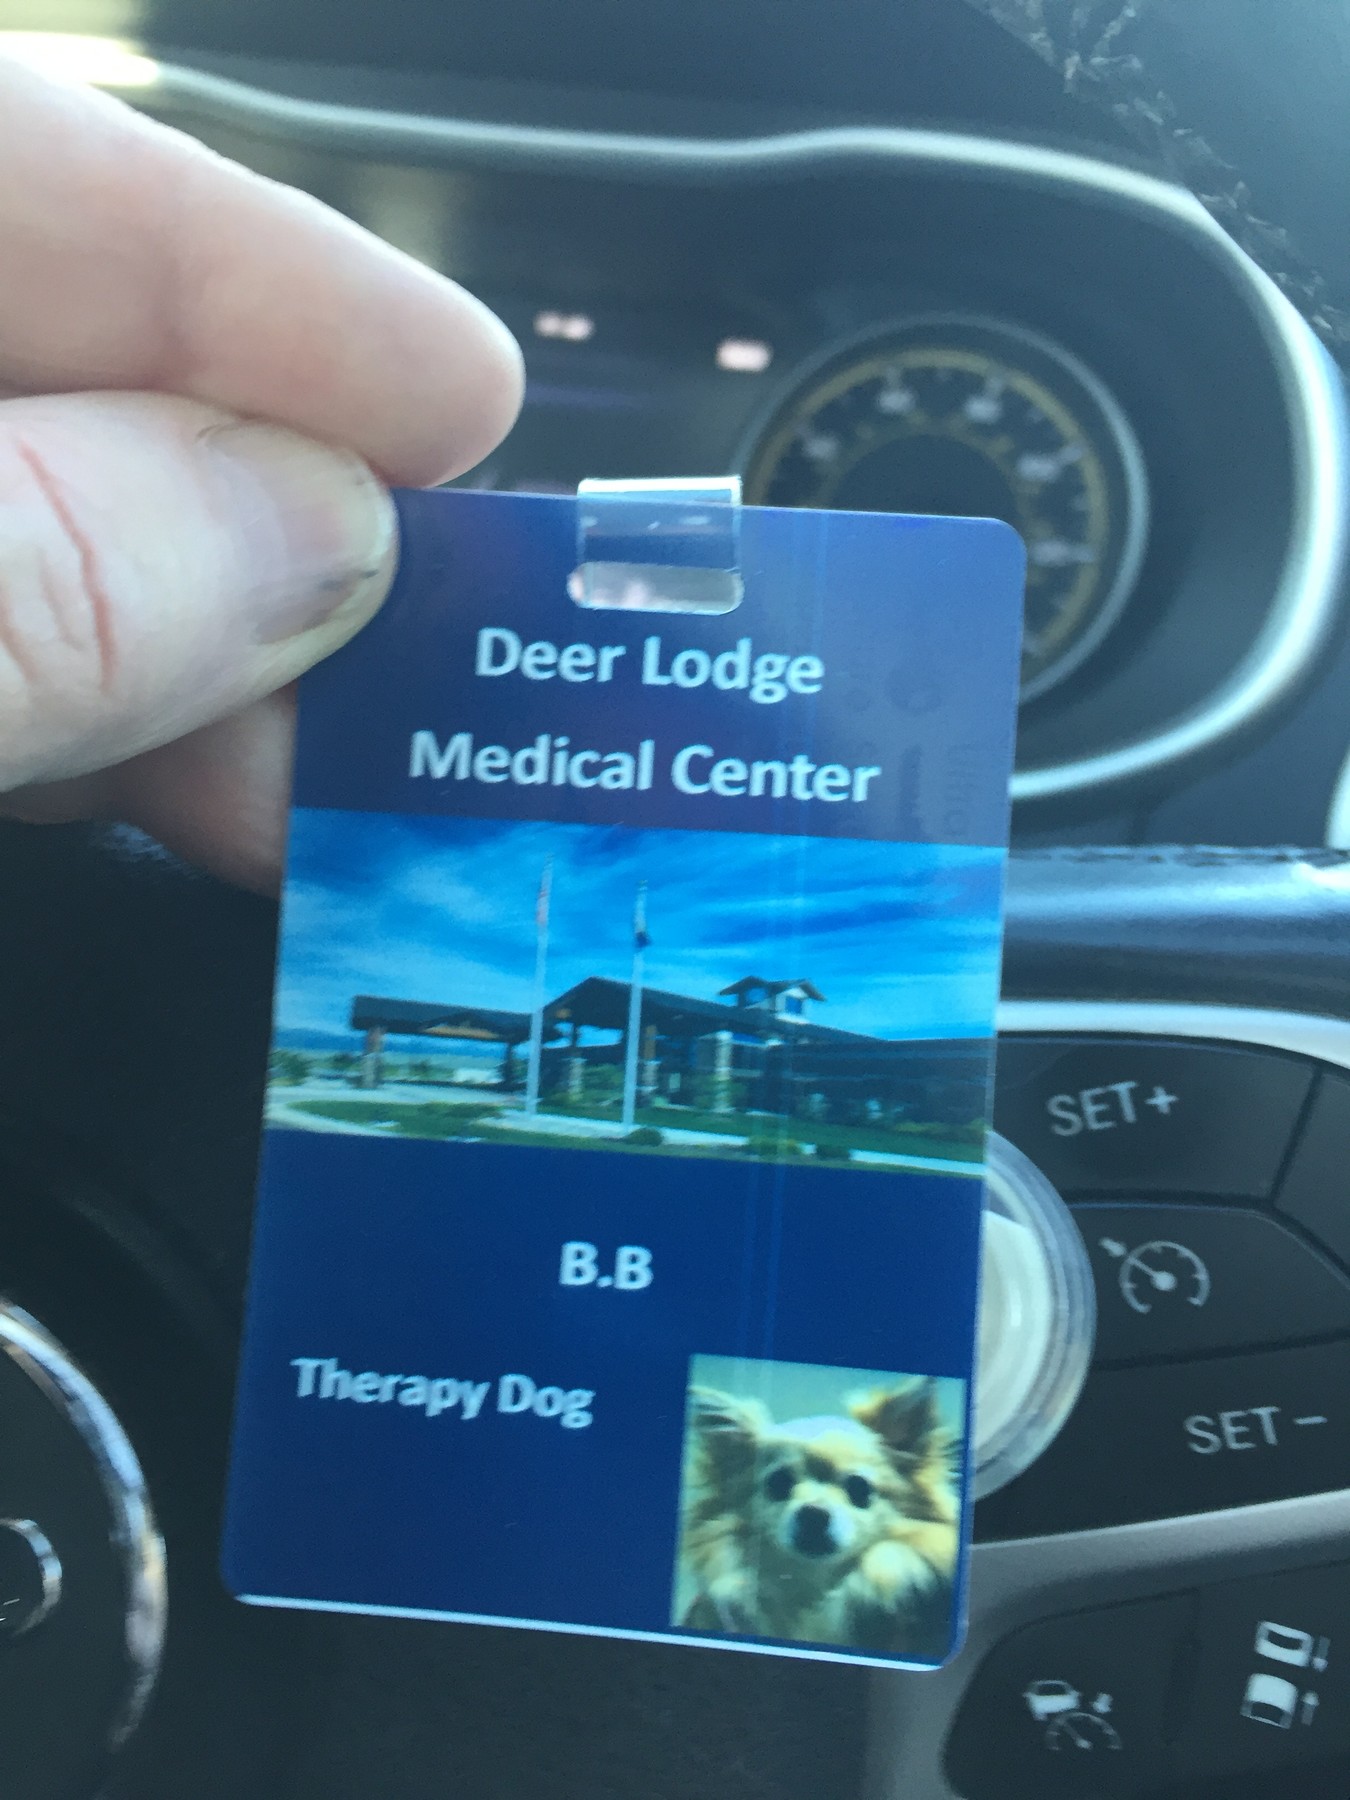 Deer Lodge
Medical Center
B.B
Therapy Dog
SET+
SET-